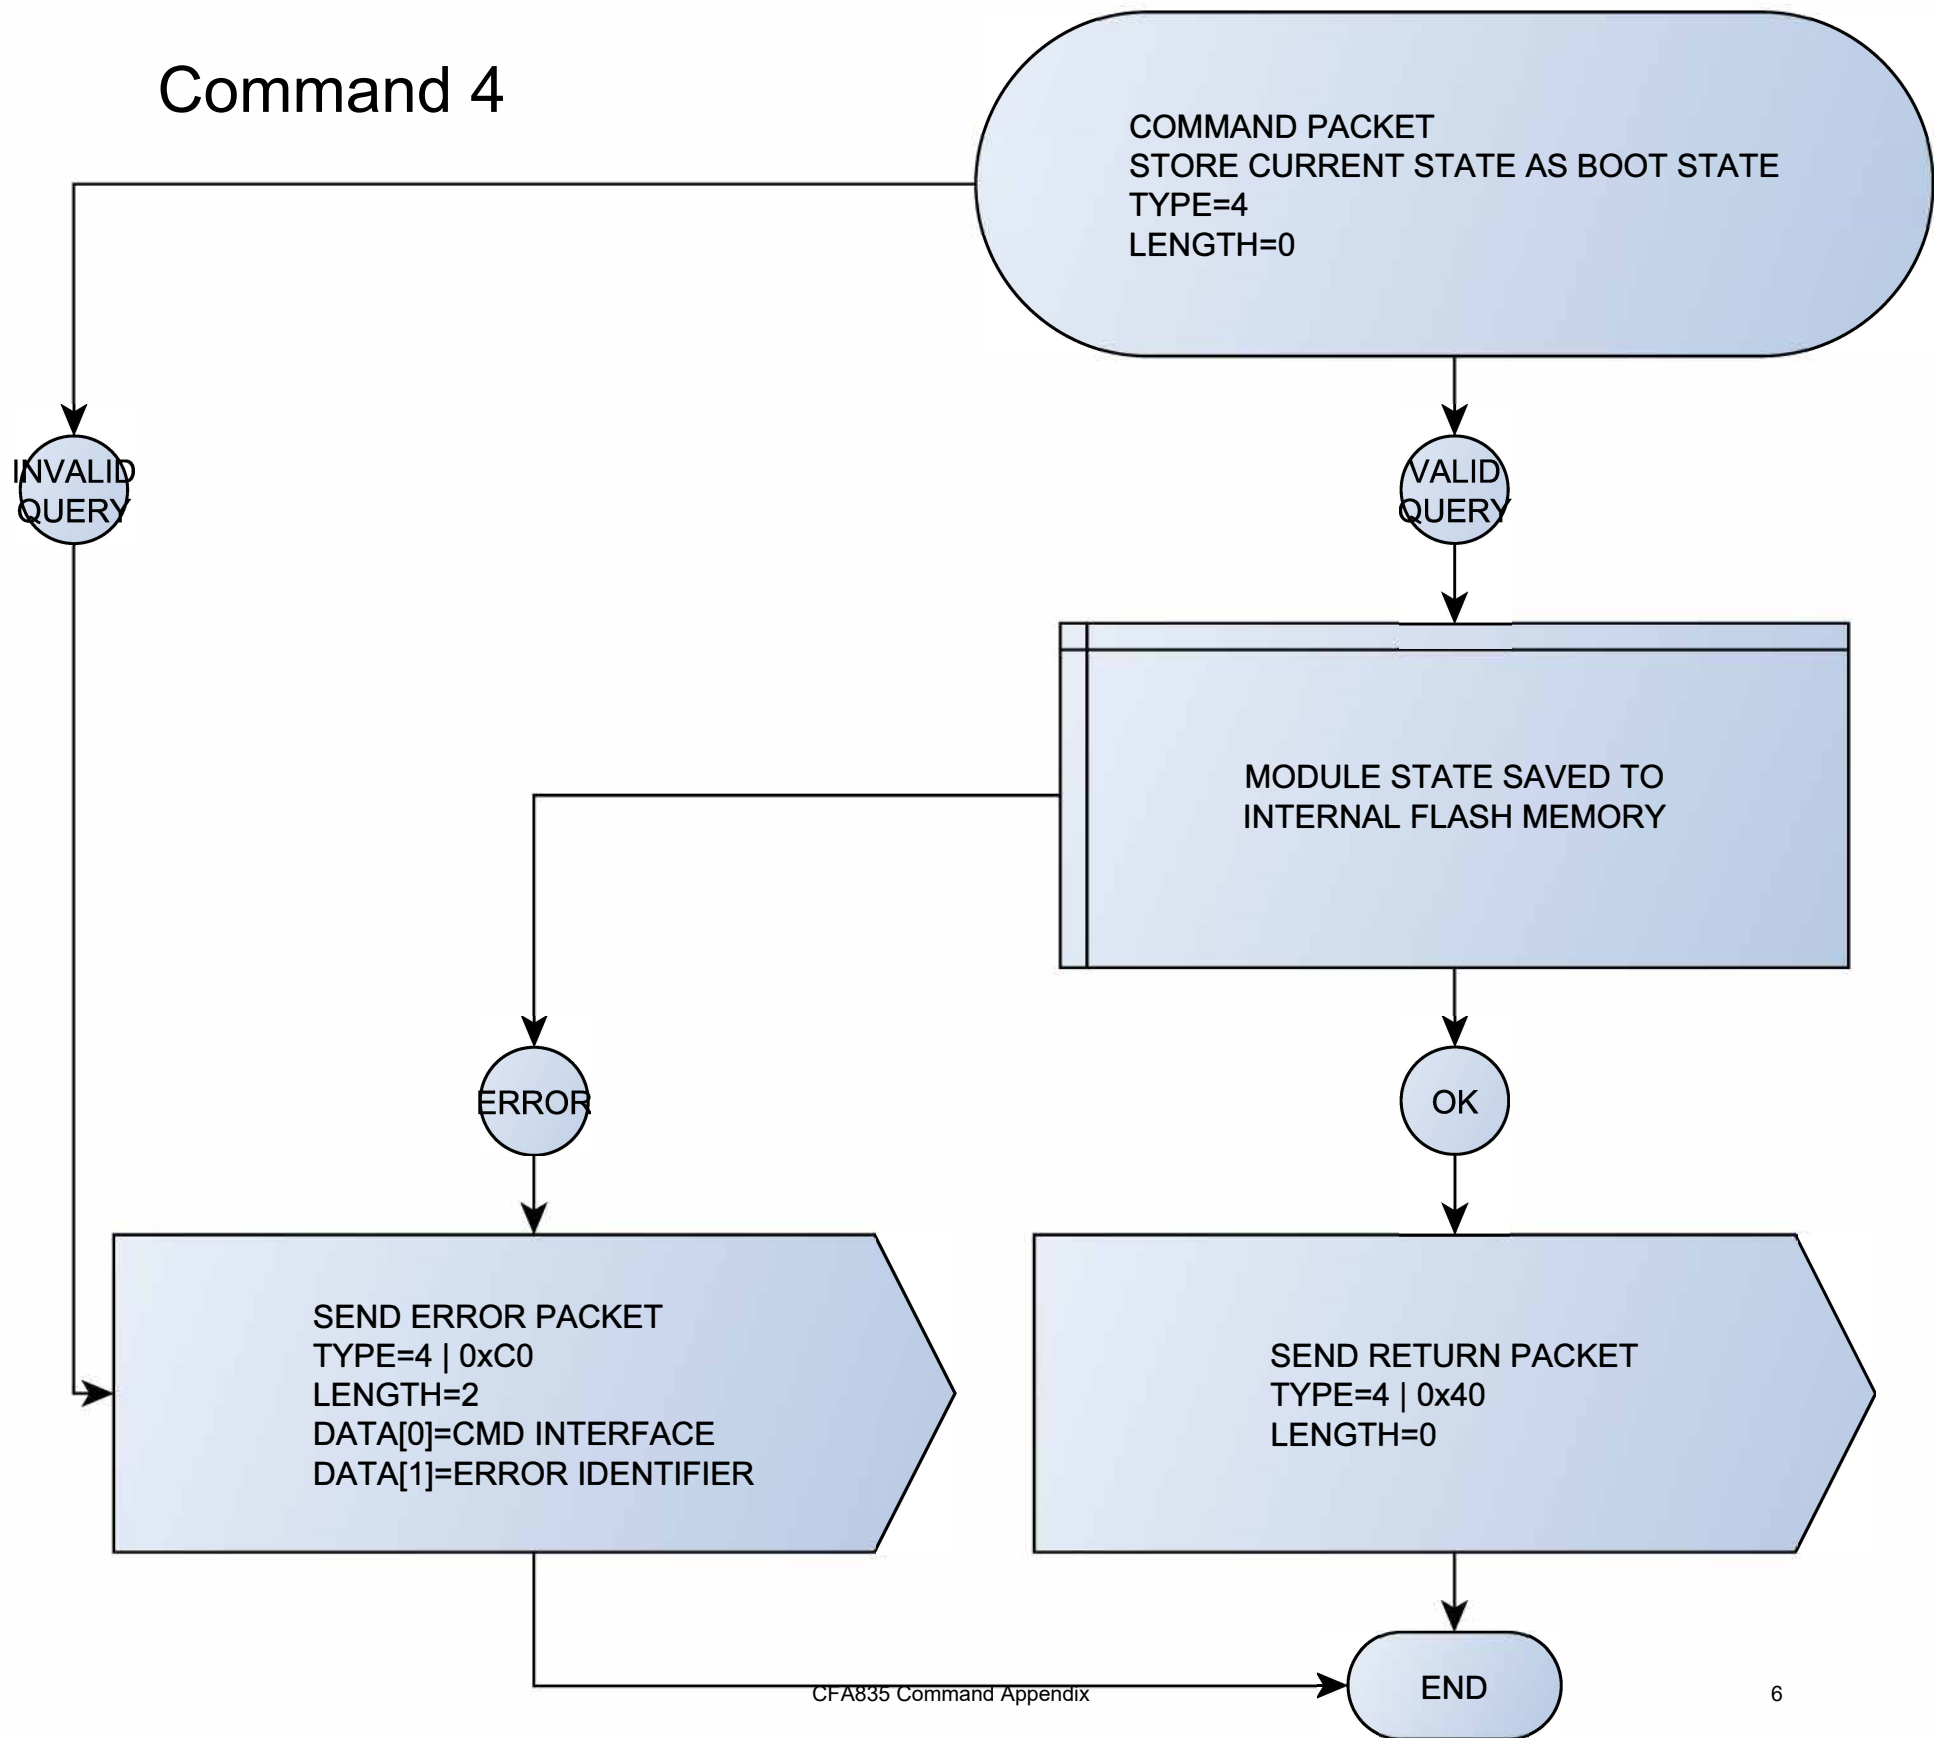 Command 4
COMMAND PACKET
STORE CURRENT STATE AS BOOT STATE
TYPE=4
LENGTH=0
INVALID
QUERY
VALID
QUERY
MODULE STATE SAVED TO
INTERNAL FLASH MEMORY
ERROR
OK
SEND ERROR PACKET
TYPE=4 | 0xC0
LENGTH=2
DATA[0]=CMD INTERFACE
DATA[1]=ERROR IDENTIFIER
SEND RETURN PACKET
TYPE=4 | 0x40
LENGTH=0
END
CFA835 Command Appendix
6